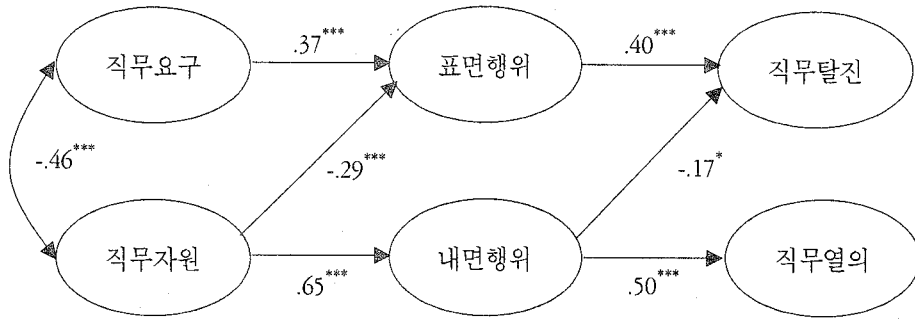 직무요구
.37***
표면행위
.40***
직무탈진
-.46***
-.29***
-.17*
직무자원
.65***
내면행위
.50***
직무열의